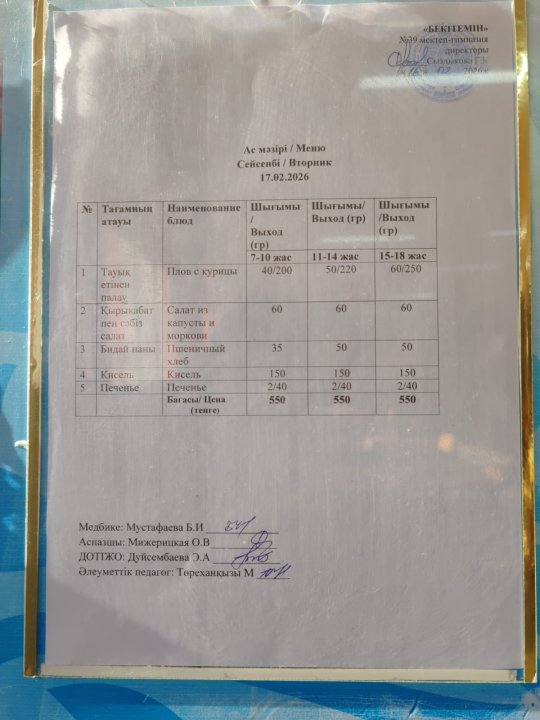 «БЕКІТЕМІН»
№39 мектеп-гимназия
директоры
Сыздыкова Г.К
2026 г
Ас мәзірі / Меню
Сейсенбі / Вторник
17.02.2026
№ Тағамның атауы Наименование блюд Шығымы / Выход (гр) Шығымы/ Выход (гр) Шығымы /Выход (гр)
7-10 жас 11-14 жас 15-18 жас
1 Тауық етінен палау Плов с курицы 40/200 50/220 60/250
2 Қырыққабат пен сәбіз салат Салат из капусты и моркови 60 60 60
3 Бидай наны Пшеничный хлеб 35 50 50
4 Кисель Кисель 150 150 150
5 Печенье Печенье 2/40 2/40 2/40
Бағасы/ Цена (тенге) 550 550 550
Медбике: Мустафаева Б.И
Аспазшы: Мижерицкая О.В
ДОТІЖО: Дуйсембаева Э.А
Әлеуметтік педагог: Төреханқызы М